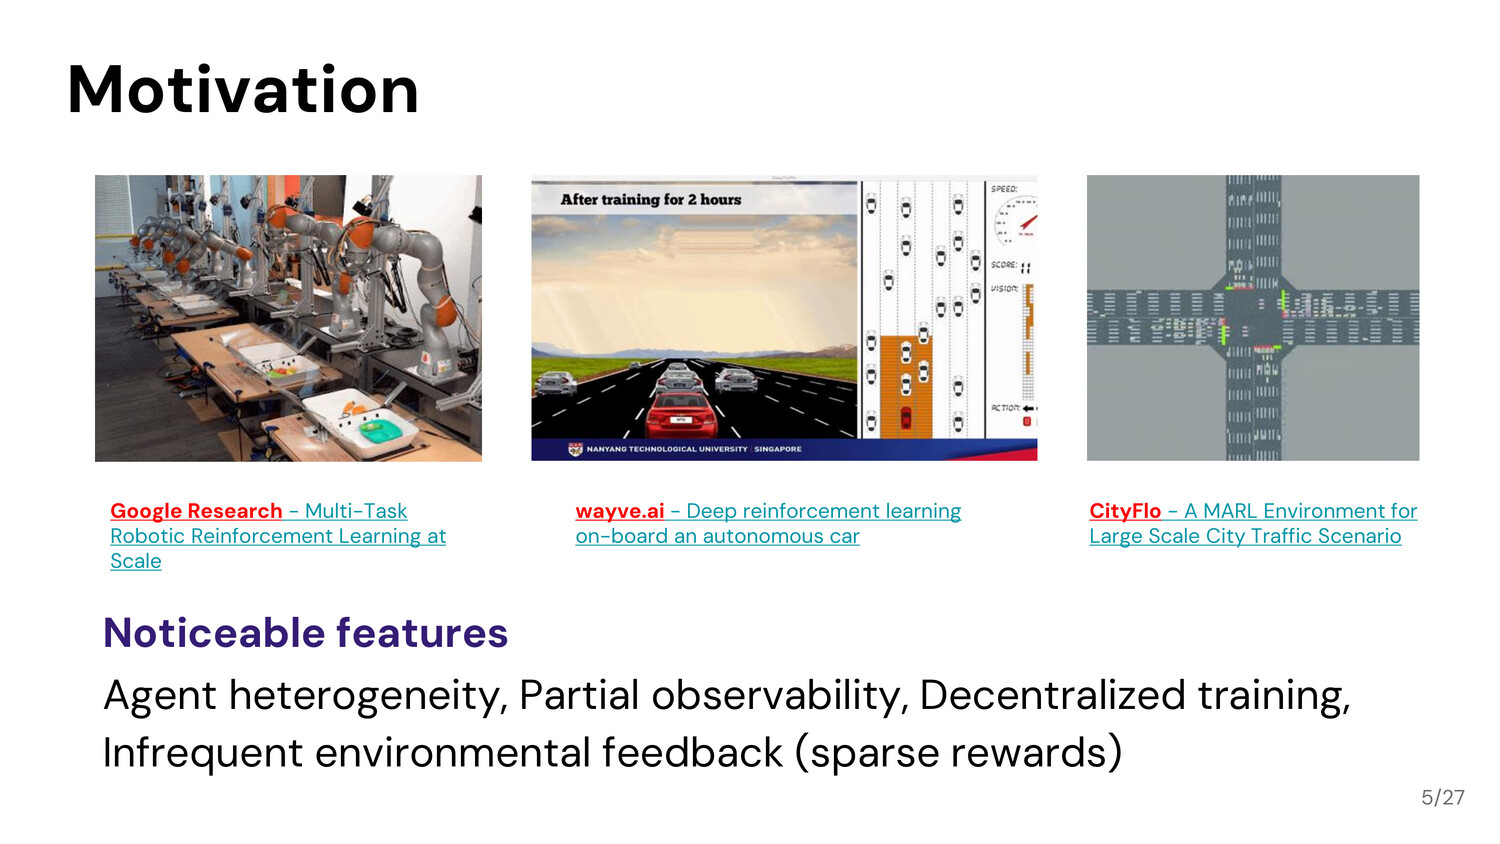 Motivation
After training for 2 hours
SPEED:
SCORE:
VISION:
ACTION:
NANYANG TECHNOLOGICAL UNIVERSITY | SINGAPORE
Google Research - Multi-Task
Robotic Reinforcement Learning at
Scale
wayve.ai - Deep reinforcement learning
on-board an autonomous car
CityFlo - A MARL Environment for
Large Scale City Traffic Scenario
Noticeable features
Agent heterogeneity, Partial observability, Decentralized training,
Infrequent environmental feedback (sparse rewards)
5/27